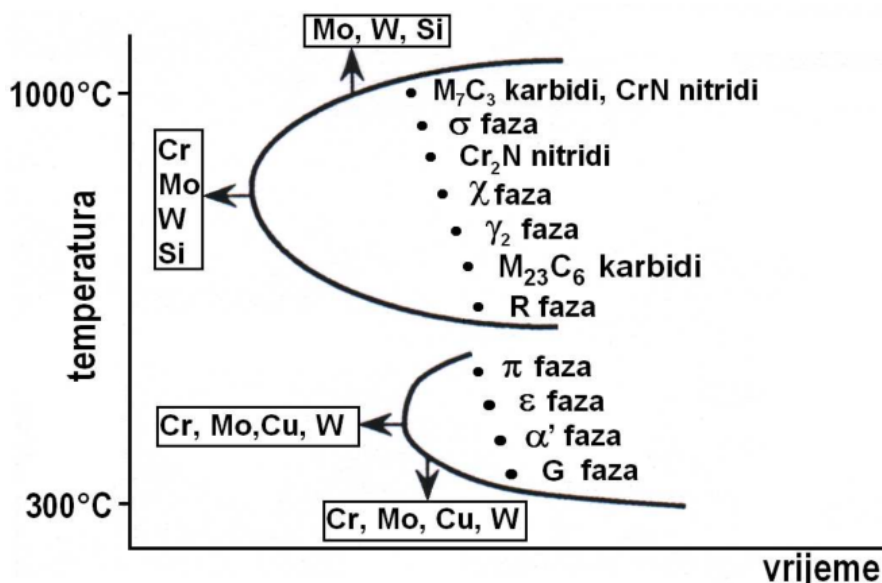 Mo, W, Si
1000°C
M₇C₃ karbidi, CrN nitridi
σ faza
Cr
Mo
W
Si
Cr₂N nitridi
χ faza
γ₂ faza
M₂₃C₆ karbidi
R faza
temperatura
π faza
ε faza
Cr, Mo,Cu, W
α' faza
G faza
300°C
Cr, Mo, Cu, W
vrijeme